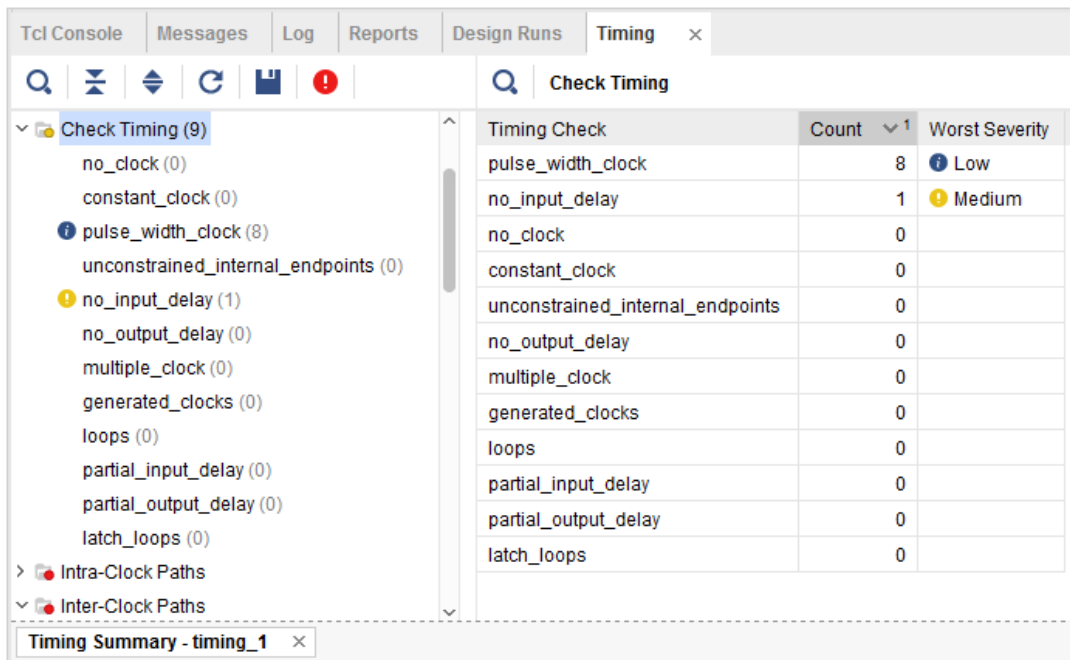 Tcl Console Messages Log Reports Design Runs Timing
Check Timing
Check Timing (9)
no_clock (0)
constant_clock (0)
pulse_width_clock (8)
unconstrained_internal_endpoints (0)
no_input_delay (1)
no_output_delay (0)
multiple_clock (0)
generated_clocks (0)
loops (0)
partial_input_delay (0)
partial_output_delay (0)
latch_loops (0)
Intra-Clock Paths
Inter-Clock Paths
Timing Check Count 1 Worst Severity
pulse_width_clock 8 Low
no_input_delay 1 Medium
no_clock 0
constant_clock 0
unconstrained_internal_endpoints 0
no_output_delay 0
multiple_clock 0
generated_clocks 0
loops 0
partial_input_delay 0
partial_output_delay 0
latch_loops 0
Timing Summary - timing_1